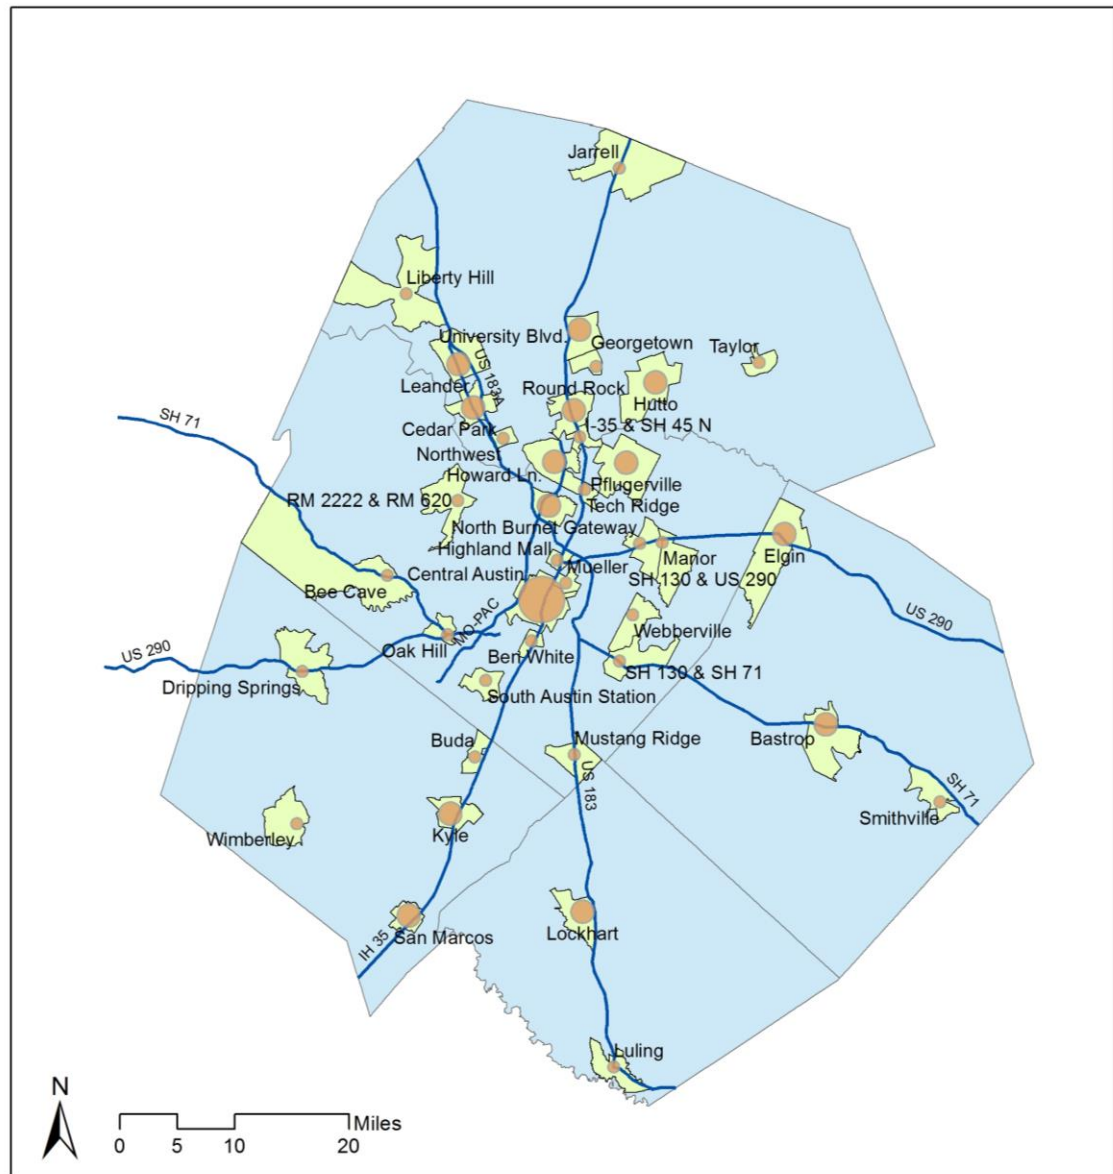 Jarrell
Liberty Hill
University Blvd.
Georgetown
Taylor
US 183A
Leander
Round Rock
Hutto
SH 71
Cedar Park
I-35 & SH 45 N
Northwest
Howard Ln.
Pflugerville
RM 2222 & RM 620
Tech Ridge
North Burnet Gateway
Highland Mall
Manor
Elgin
Mueller
Central Austin
SH 130 & US 290
Bee Cave
MO-PAC
US 290
Webberville
US 290
Oak Hill
Ben White
SH 130 & SH 71
Dripping Springs
South Austin Station
Buda
Mustang Ridge
Bastrop
US 183
SH 71
Smithville
Wimberley
Kyle
IH 35
San Marcos
Lockhart
Luling
N
Miles
0 5 10 20